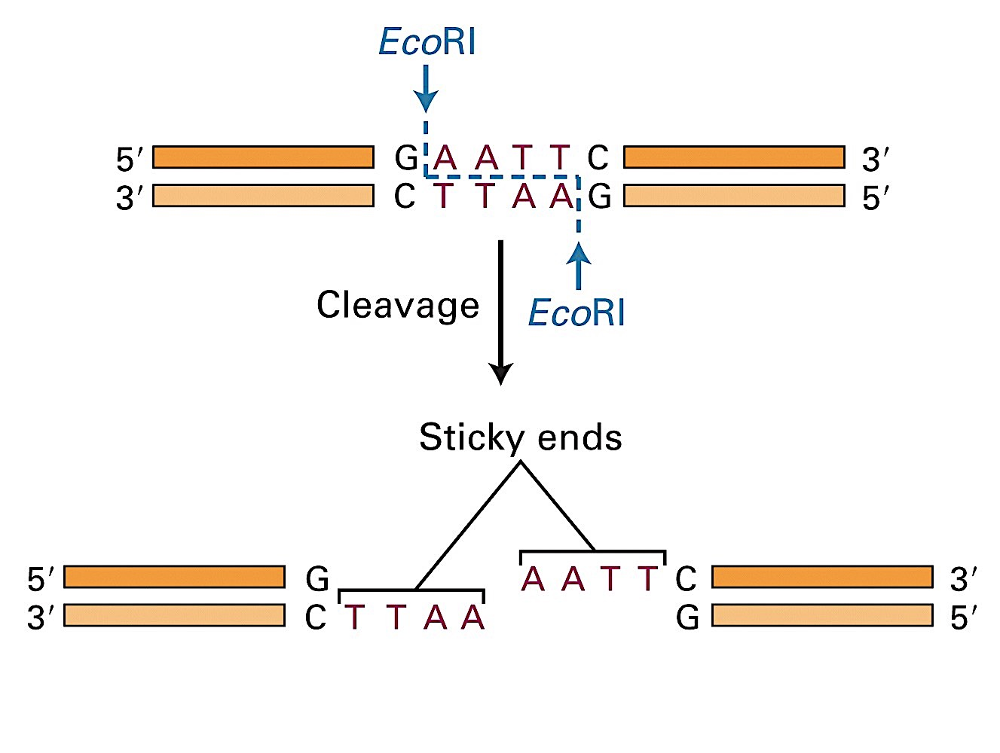 EcoRI
5′ G A A T T C 3′
3′ C T T A A G 5′
Cleavage
EcoRI
Sticky ends
5′ G A A T T C 3′
3′ C T T A A G 5′